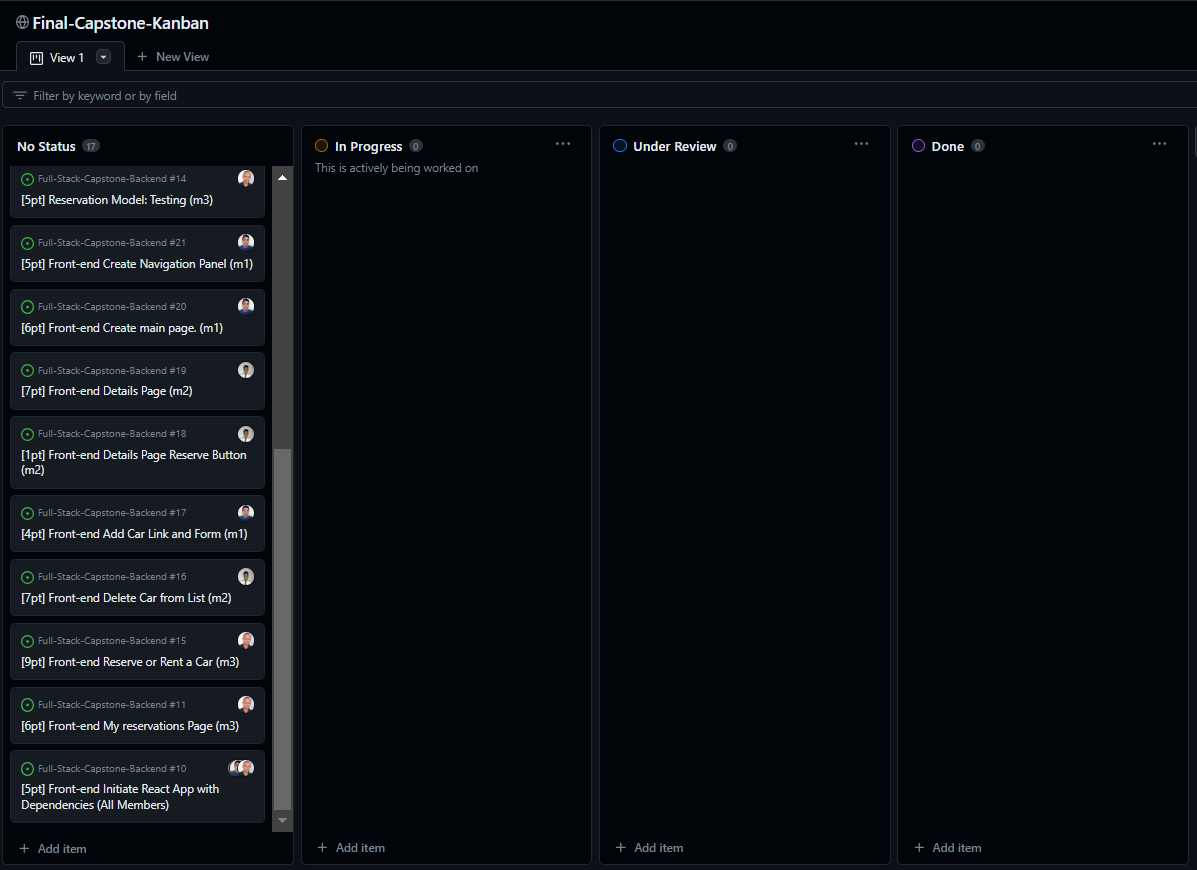 Final-Capstone-Kanban
View 1
New View
Filter by keyword or by field
No Status 17
Full-Stack-Capstone-Backend #14
[5pt] Reservation Model: Testing (m3)
Full-Stack-Capstone-Backend #21
[5pt] Front-end Create Navigation Panel (m1)
Full-Stack-Capstone-Backend #20
[6pt] Front-end Create main page. (m1)
Full-Stack-Capstone-Backend #19
[7pt] Front-end Details Page (m2)
Full-Stack-Capstone-Backend #18
[1pt] Front-end Details Page Reserve Button
(m2)
Full-Stack-Capstone-Backend #17
[4pt] Front-end Add Car Link and Form (m1)
Full-Stack-Capstone-Backend #16
[7pt] Front-end Delete Car from List (m2)
Full-Stack-Capstone-Backend #15
[9pt] Front-end Reserve or Rent a Car (m3)
Full-Stack-Capstone-Backend #11
[6pt] Front-end My reservations Page (m3)
Full-Stack-Capstone-Backend #10
[5pt] Front-end Initiate React App with
Dependencies (All Members)
Add item
In Progress 0
This is actively being worked on
Add item
Under Review 0
Add item
Done 0
Add item